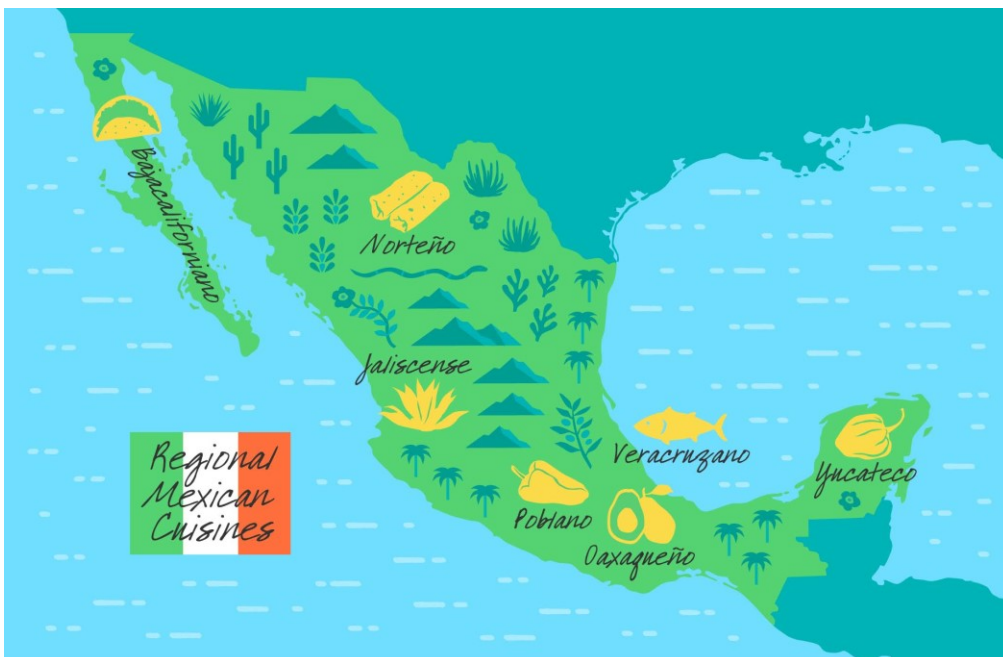 Bajacaliforniano
Norteño
Jaliscense
Veracruzano
Yucateco
Poblano
Oaxaqueño
Regional
Mexican
Cuisines